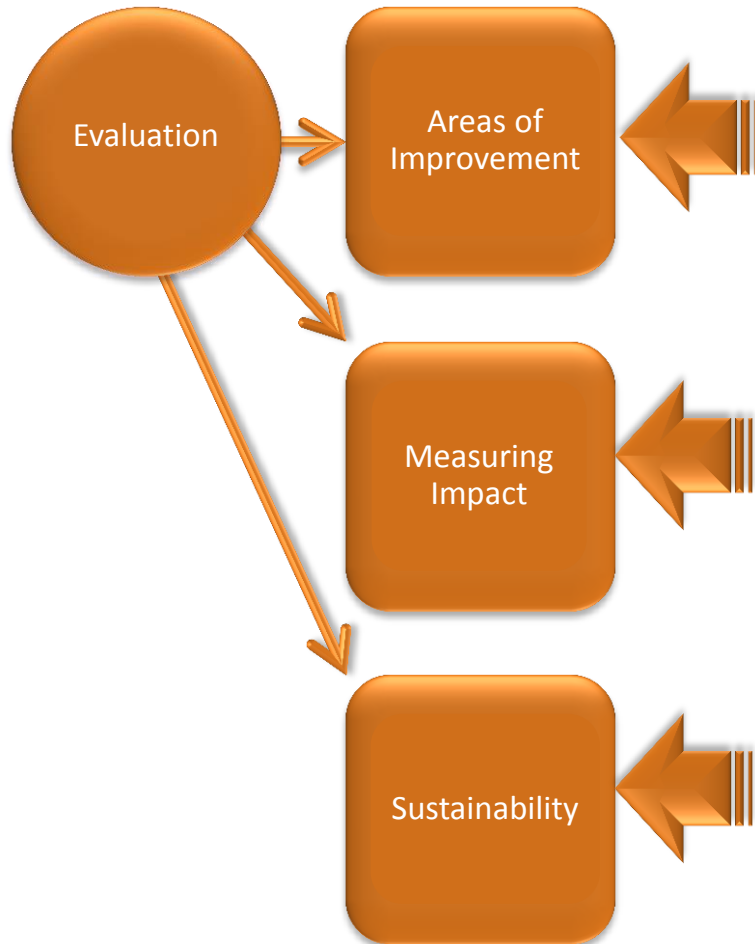 Evaluation
Areas of
Improvement
Measuring
Impact
Sustainability